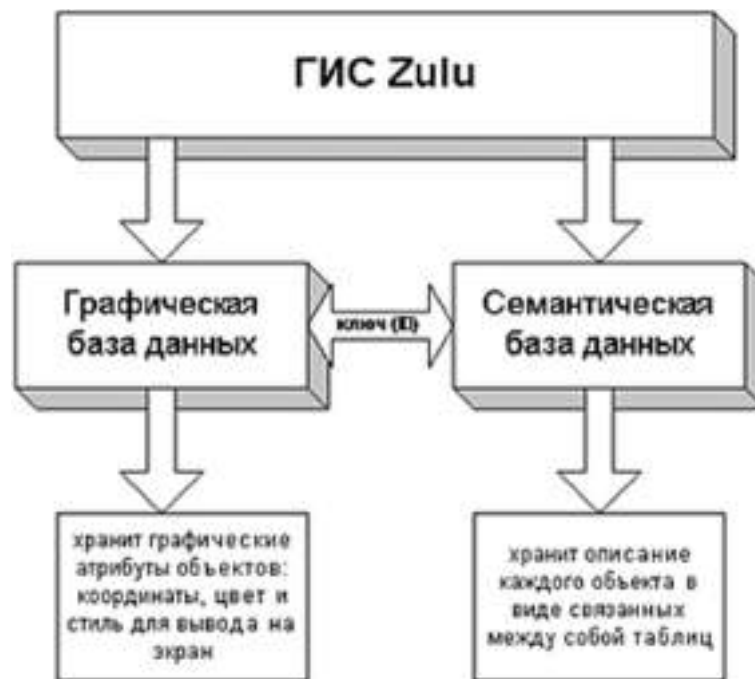 ГИС Zulu
Графическая
база данных
ключ (ID)
Семантическая
база данных
хранит графические
атрибуты объектов:
координаты, цвет и
стиль для вывода на
экран
хранит описание
каждого объекта в
виде связанных
между собой таблиц